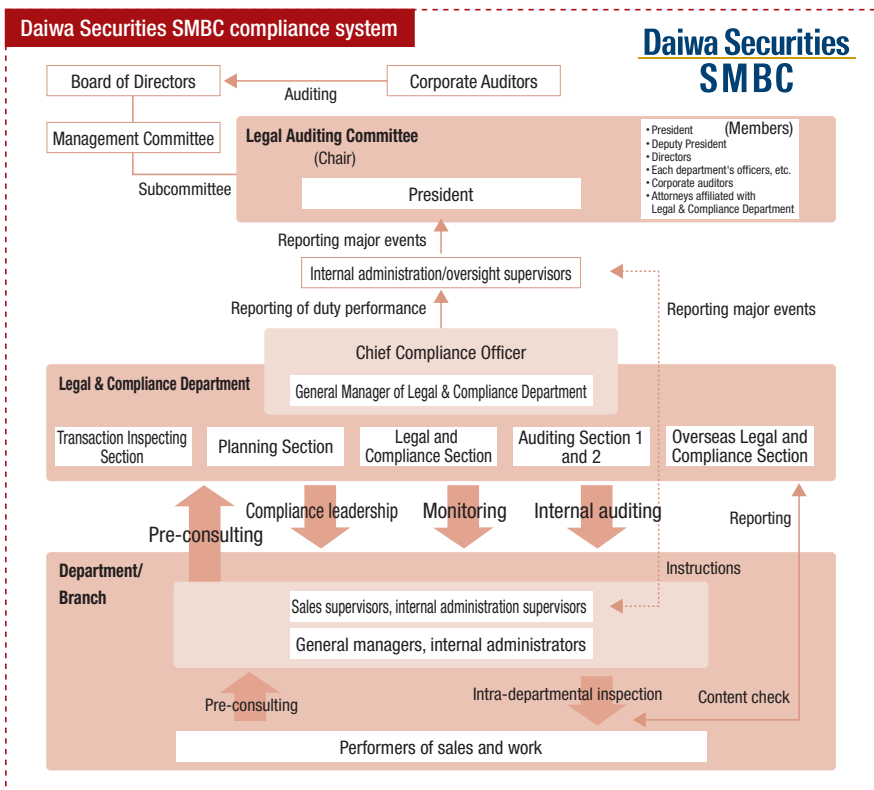 Daiwa Securities SMBC compliance system
Daiwa Securities
SMBC
Board of Directors
Auditing
Corporate Auditors
Management Committee
Subcommittee
Legal Auditing Committee
(Chair)
President
(Members)
• President
• Deputy President
• Directors
• Each department's officers, etc.
• Corporate auditors
• Attorneys affiliated with
Legal & Compliance Department
Reporting major events
Internal administration/oversight supervisors
Reporting of duty performance
Reporting major events
Chief Compliance Officer
General Manager of Legal & Compliance Department
Legal & Compliance Department
Transaction Inspecting
Section
Planning Section
Legal and
Compliance Section
Auditing Section 1
and 2
Overseas Legal and
Compliance Section
Pre-consulting
Compliance leadership
Monitoring
Internal auditing
Reporting
Instructions
Department/
Branch
Sales supervisors, internal administration supervisors
General managers, internal administrators
Pre-consulting
Intra-departmental inspection
Content check
Performers of sales and work